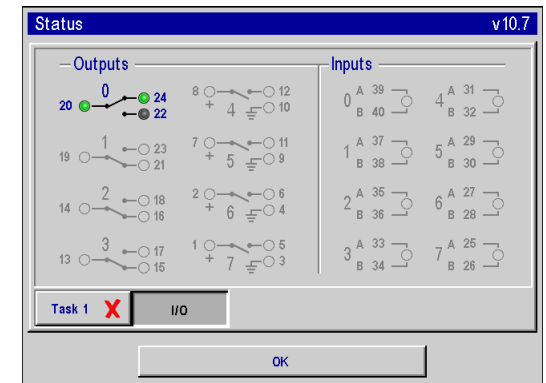 Status v10.7
Outputs Inputs
0
20 24
22
8 12
+ 4 10
0 A 39
B 40
4 A 31
B 32
1
19 23
21
7 11
+ 5 9
1 A 37
B 38
5 A 29
B 30
2
14 18
16
2 6
+ 6 4
2 A 35
B 36
6 A 27
B 28
3
13 17
15
1 5
+ 7 3
3 A 33
B 34
7 A 25
B 26
Task 1 I/O
OK